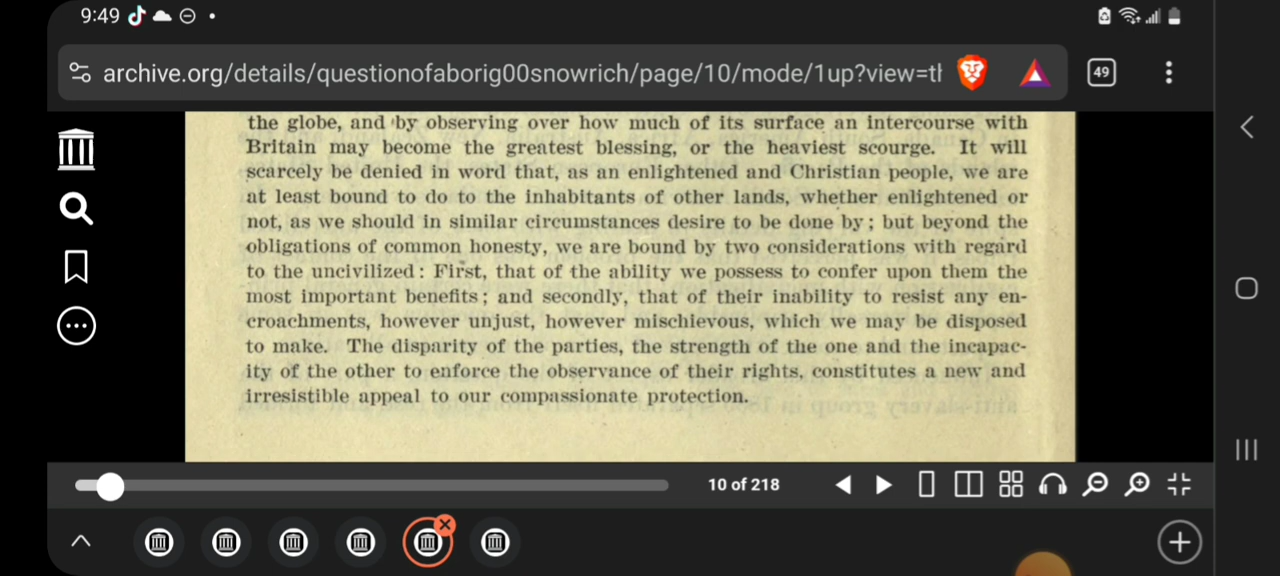 9:49
archive.org/details/questionofaborig00snowrich/page/10/mode/1up?view=th
49
the globe, and by observing over how much of its surface an intercourse with
Britain may become the greatest blessing, or the heaviest scourge. It will
scarcely be denied in word that, as an enlightened and Christian people, we are
at least bound to do to the inhabitants of other lands, whether enlightened or
not, as we should in similar circumstances desire to be done by; but beyond the
obligations of common honesty, we are bound by two considerations with regard
to the uncivilized: First, that of the ability we possess to confer upon them the
most important benefits; and secondly, that of their inability to resist any en-
croachments, however unjust, however mischievous, which we may be disposed
to make. The disparity of the parties, the strength of the one and the incapac-
ity of the other to enforce the observance of their rights, constitutes a new and
irresistible appeal to our compassionate protection.
10 of 218